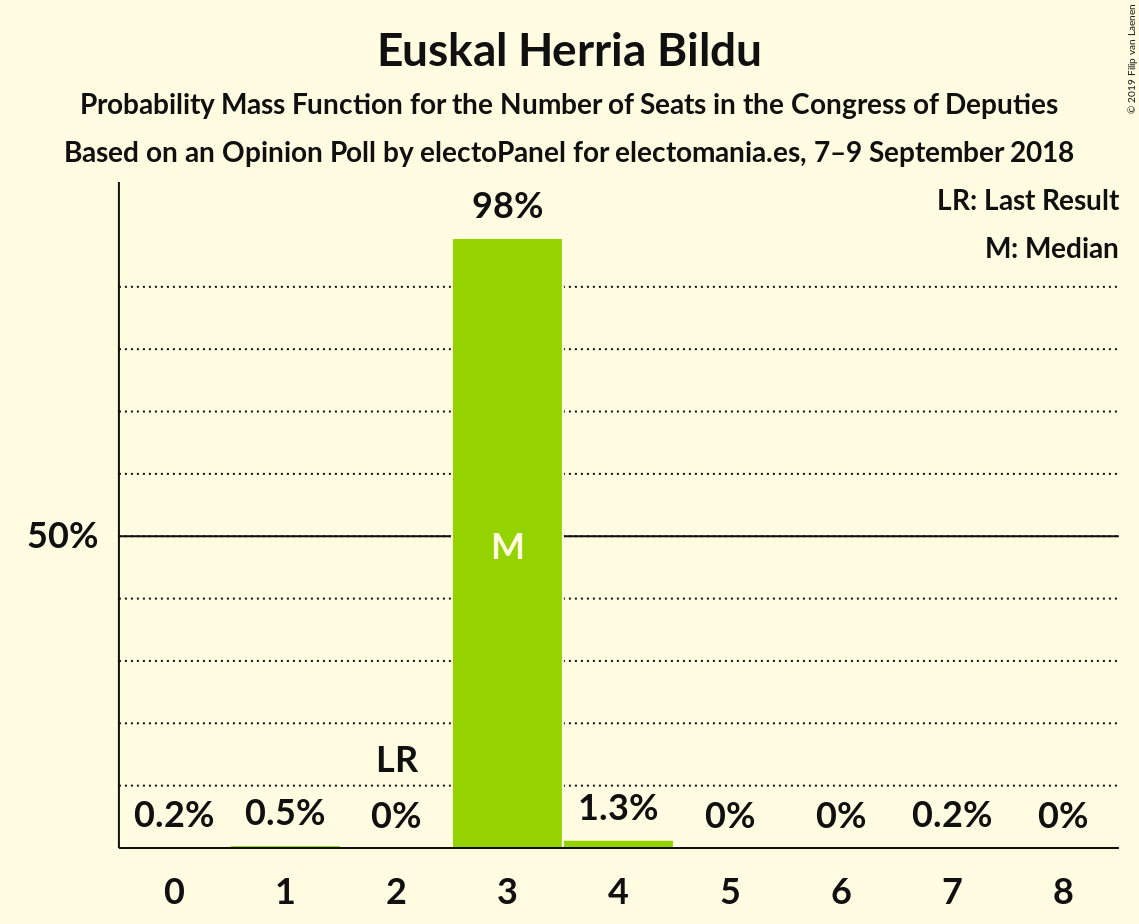 Euskal Herria Bildu
Probability Mass Function for the Number of Seats in the Congress of Deputies
Based on an Opinion Poll by electoPanel for electomania.es, 7–9 September 2018
© 2019 Filip van Laenen
LR: Last Result
M: Median
98%
50%
M
LR
0.2% 0.5% 0% 1.3% 0% 0% 0.2% 0%
0 1 2 3 4 5 6 7 8